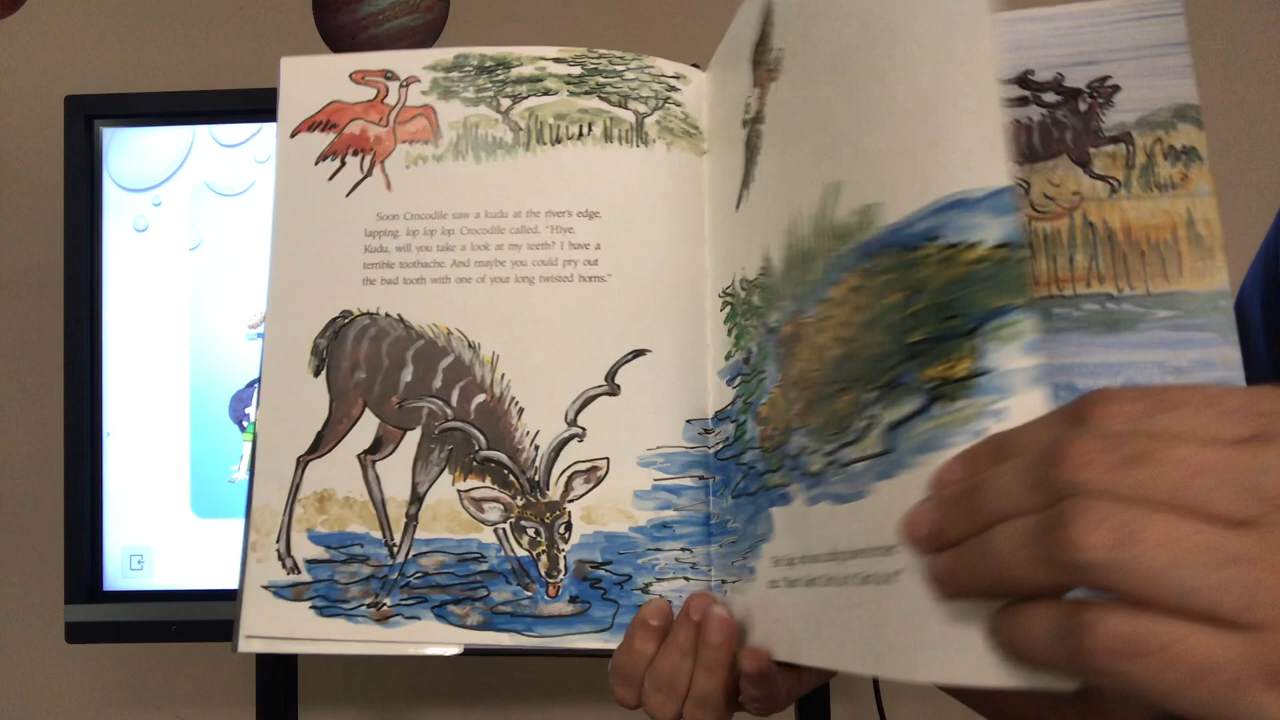 Soon Crocodile saw a kudu at the river's edge,
lapping, lop lop lop. Crocodile called. "Hiye,
Kudu, will you take a look at my teeth? I have a
terrible toothache. And maybe you could pry out
the bad tooth with one of your long twisted horns."